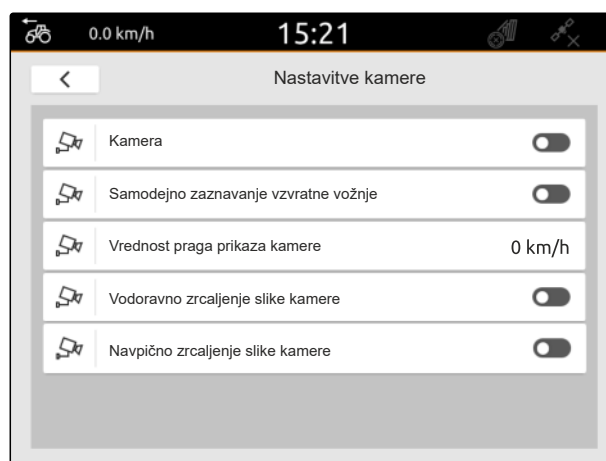 0.0 km/h 15:21
Nastavitve kamere
Kamera
Samodejno zaznavanje vzvratne vožnje
Vrednost praga prikaza kamere 0 km/h
Vodoravno zrcaljenje slike kamere
Navpično zrcaljenje slike kamere